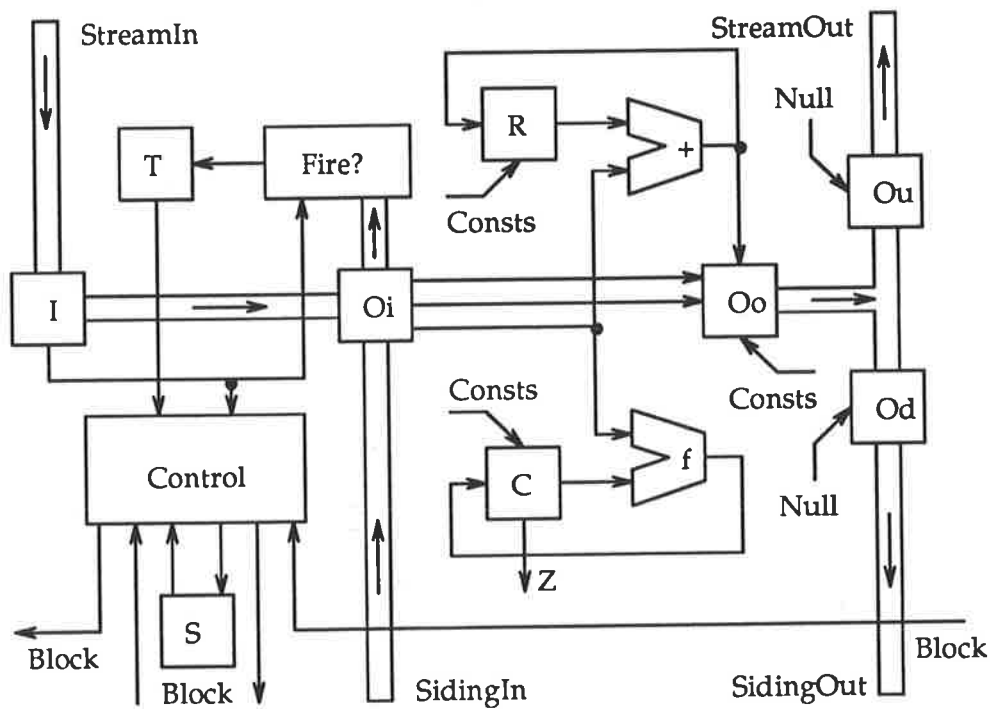 StreamIn
StreamOut
Null
R
T
Fire?
+
Ou
Consts
I
Oi
Oo
Consts
Consts
Od
Control
f
C
Null
Z
S
Block
Block
Block
SidingIn
SidingOut